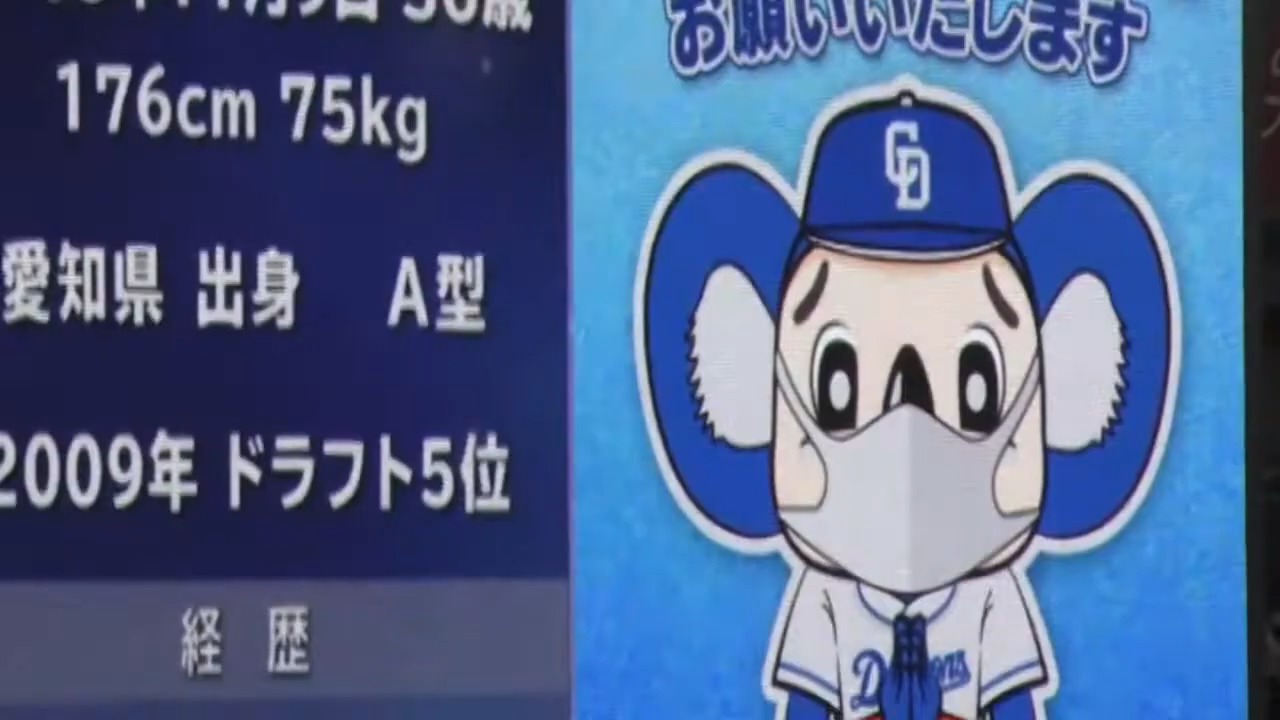 176cm 75kg
愛知県 出身 A型
2009年 ドラフト5位
経 歴
お願いいたします
CD